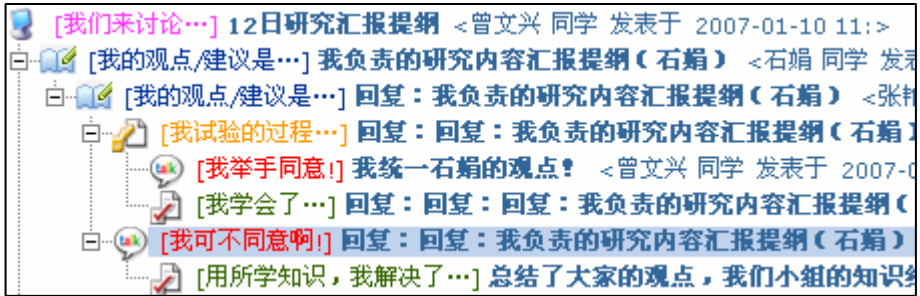 [我们来讨论…] 12日研究汇报提纲 <曾文兴 同学 发表于 2007-01-10 11:>
[我的观点/建议是…] 我负责的研究内容汇报提纲（石娟） <石娟 同学 发
[我的观点/建议是…] 回复：我负责的研究内容汇报提纲（石娟） <张
[我试验的过程…] 回复：回复：我负责的研究内容汇报提纲（石娟）
talk [我举手同意!] 我统一石娟的观点！ <曾文兴 同学 发表于 2007-0
[我学会了…] 回复：回复：回复：我负责的研究内容汇报提纲（
talk [我可不同意啊!] 回复：回复：我负责的研究内容汇报提纲（石娟）
[用所学知识，我解决了…] 总结了大家的观点，我们小组的知识